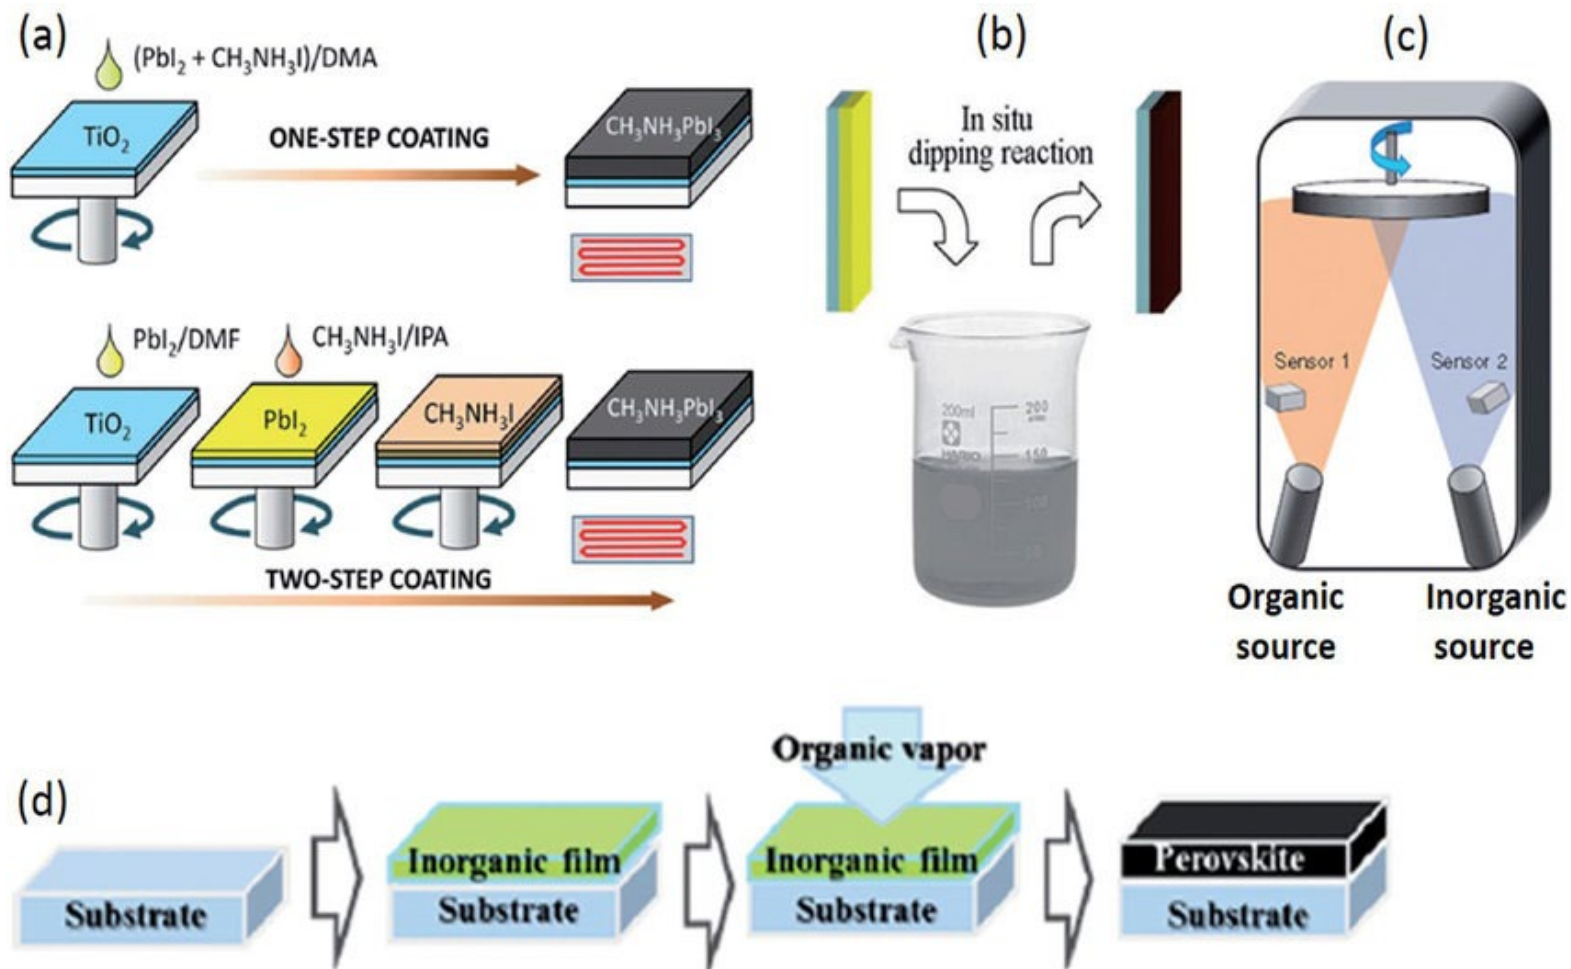 (a)
(PbI₂ + CH₃NH₃I)/DMA
TiO₂
ONE-STEP COATING
CH₃NH₃PbI₃
PbI₂/DMF
CH₃NH₃I/IPA
TiO₂
PbI₂
CH₃NH₃I
CH₃NH₃PbI₃
TWO-STEP COATING
(b)
In situ
dipping reaction
200ml
200
150
100
50
(c)
Sensor 1
Sensor 2
Organic
source
Inorganic
source
(d)
Substrate
Inorganic film
Substrate
Organic vapor
Inorganic film
Substrate
Perovskite
Substrate